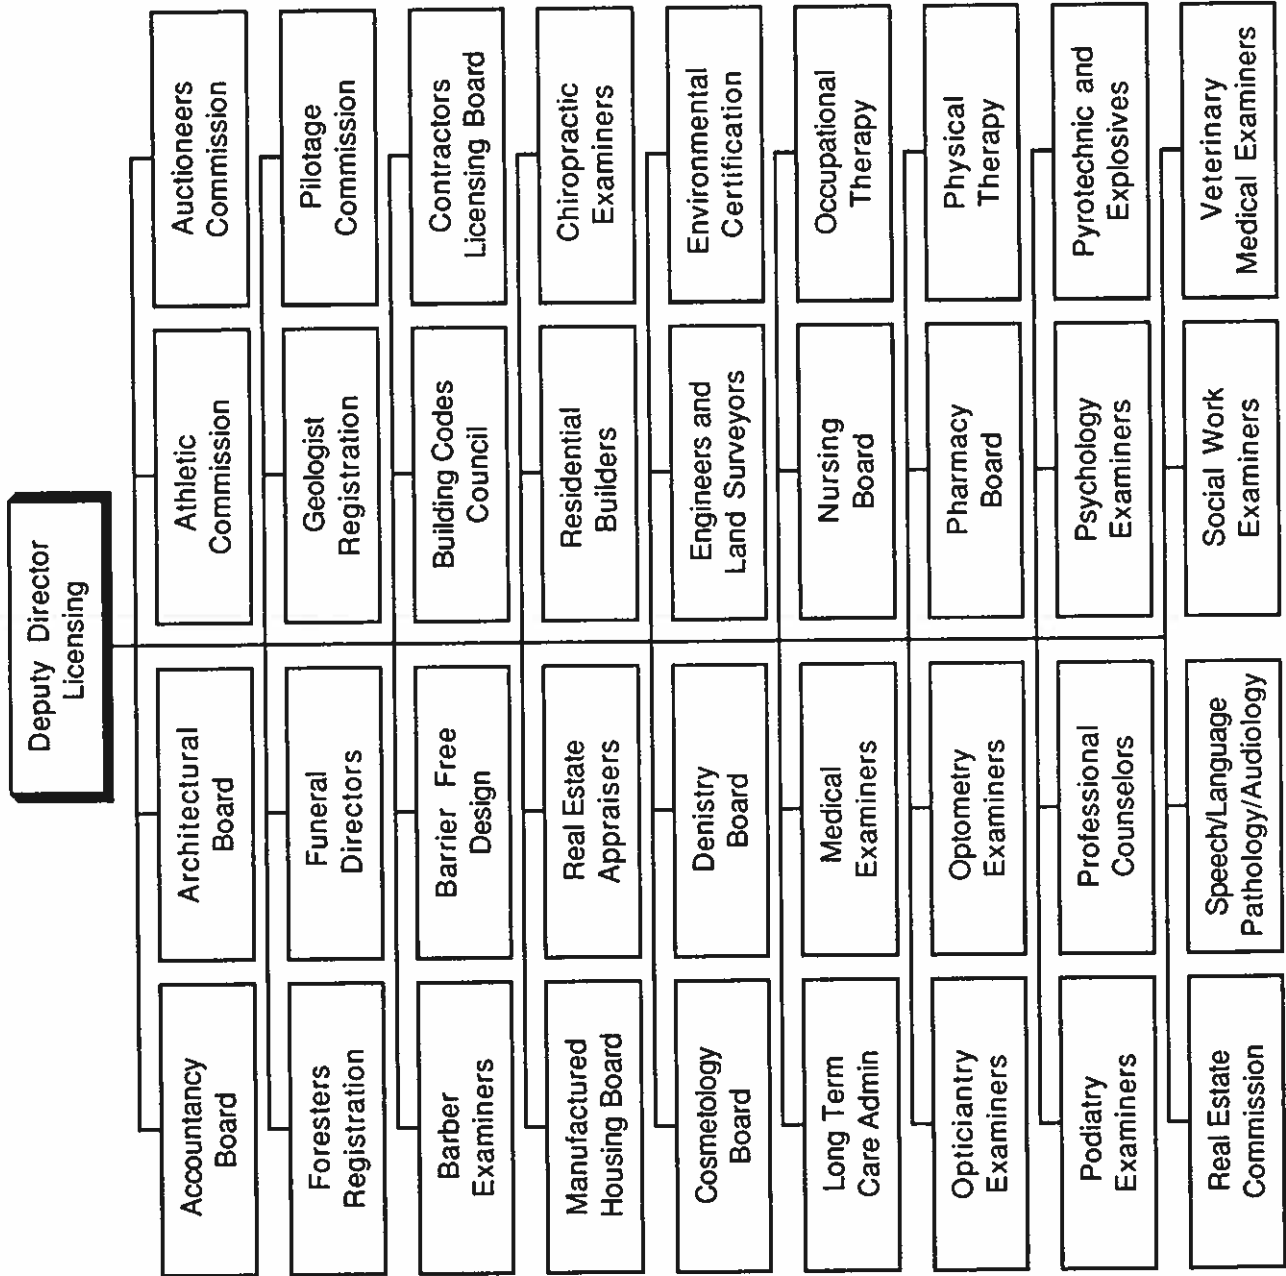 Deputy Director
Licensing
Accountancy
Board
Architectural
Board
Athletic
Commission
Auctioneers
Commission
Foresters
Registration
Funeral
Directors
Geologist
Registration
Pilotage
Commission
Barber
Examiners
Barrier Free
Design
Building Codes
Council
Contractors
Licensing Board
Manufactured
Housing Board
Real Estate
Appraisers
Residential
Builders
Chiropractic
Examiners
Cosmetology
Board
Denistry
Board
Engineers and
Land Surveyors
Environmental
Certification
Long Term
Care Admin
Medical
Examiners
Nursing
Board
Occupational
Therapy
Opticiantry
Examiners
Optometry
Examiners
Pharmacy
Board
Physical
Therapy
Podiatry
Examiners
Professional
Counselors
Psychology
Examiners
Pyrotechnic and
Explosives
Real Estate
Commission
Speech/Language
Pathology/Audiology
Social Work
Examiners
Veterinary
Medical Examiners